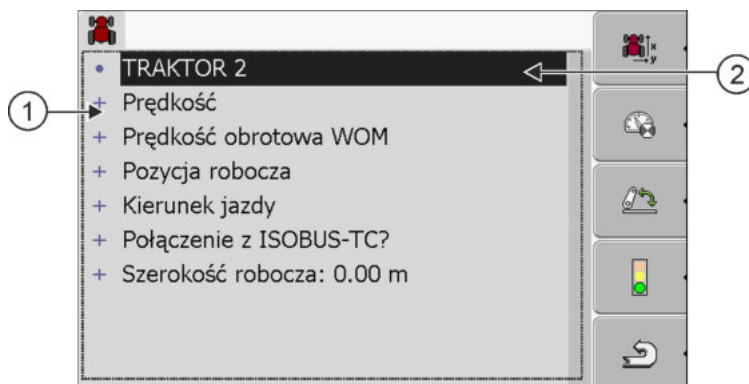 TRAKTOR 2
Prędkość
Prędkość obrotowa WOM
Pozycja robocza
Kierunek jazdy
Połączenie z ISOBUS-TC?
Szerokość robocza: 0.00 m
1
2
x
y